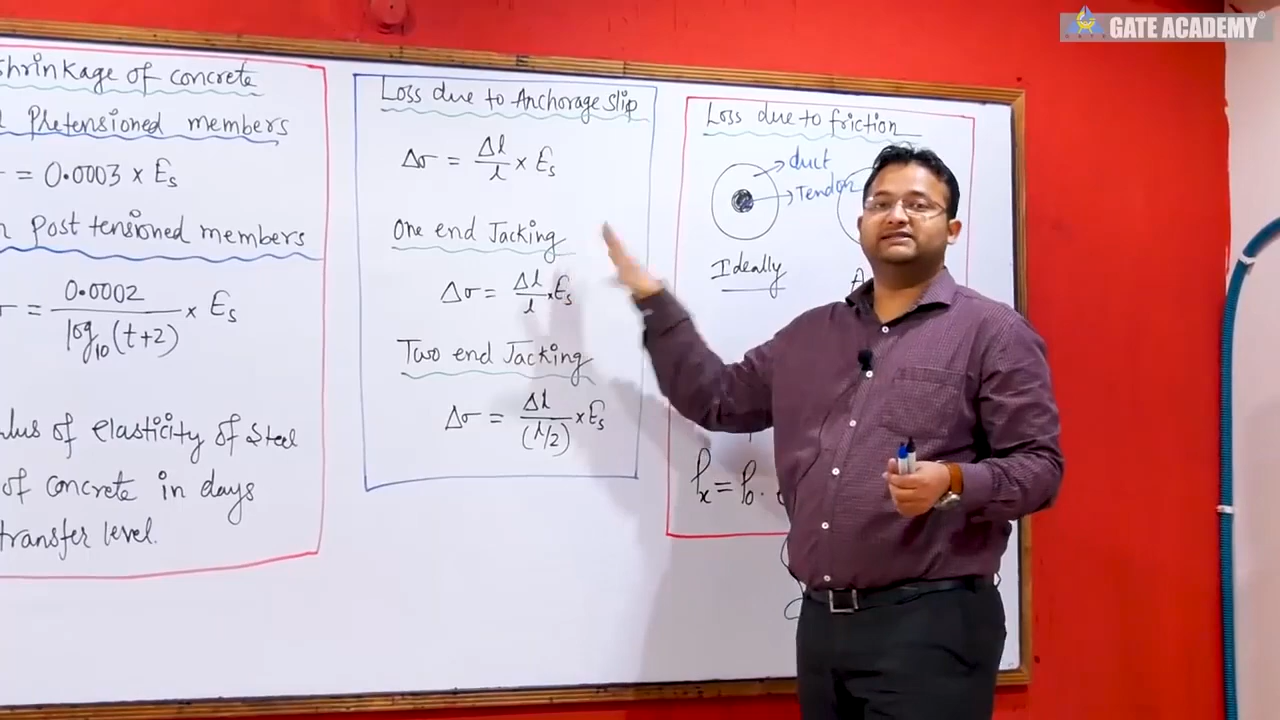 GATE ACADEMY®
Shrinkage of concrete
Pretensioned members
= 0.0003 × Es
Post tensioned members
σ = 0.0002 / log10(t+2) × Es
of elasticity of Steel
of concrete in days
transfer level.
Loss due to Anchorage slip
Δσ = Δl/l × Es
One end Jacking
Δσ = Δl/l × Es
Two end Jacking
Δσ = Δl/(l/2) × Es
Loss due to friction
duct
Tendon
Ideally
A
Px = P0.